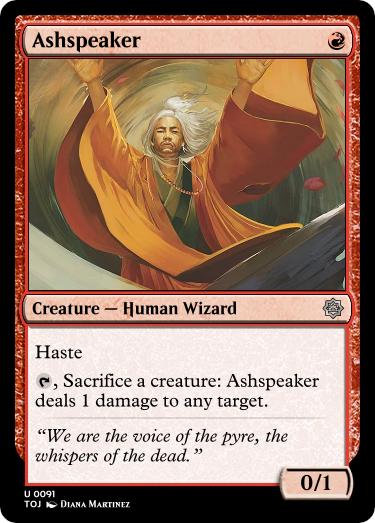 Ashspeaker
Creature — Human Wizard
Haste
, Sacrifice a creature: Ashspeaker
deals 1 damage to any target.
“We are the voice of the pyre, the
whispers of the dead.”
0/1
U 0091
TOJ Diana Martinez